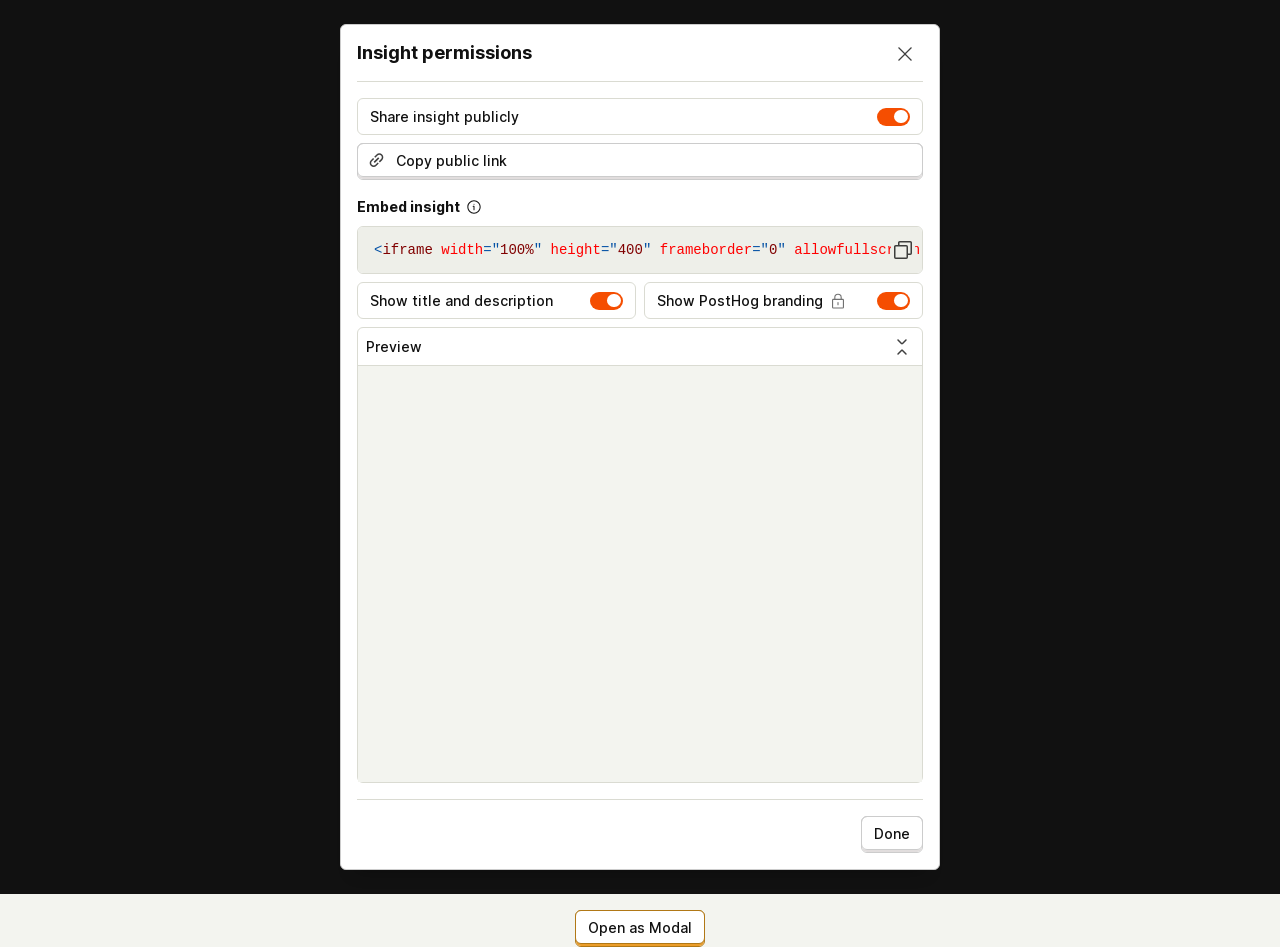 Insight permissions
Share insight publicly
Copy public link
Embed insight
<iframe width="100%" height="400" frameborder="0" allowfullscr
Show title and description
Show PostHog branding
Preview
Done
Open as Modal